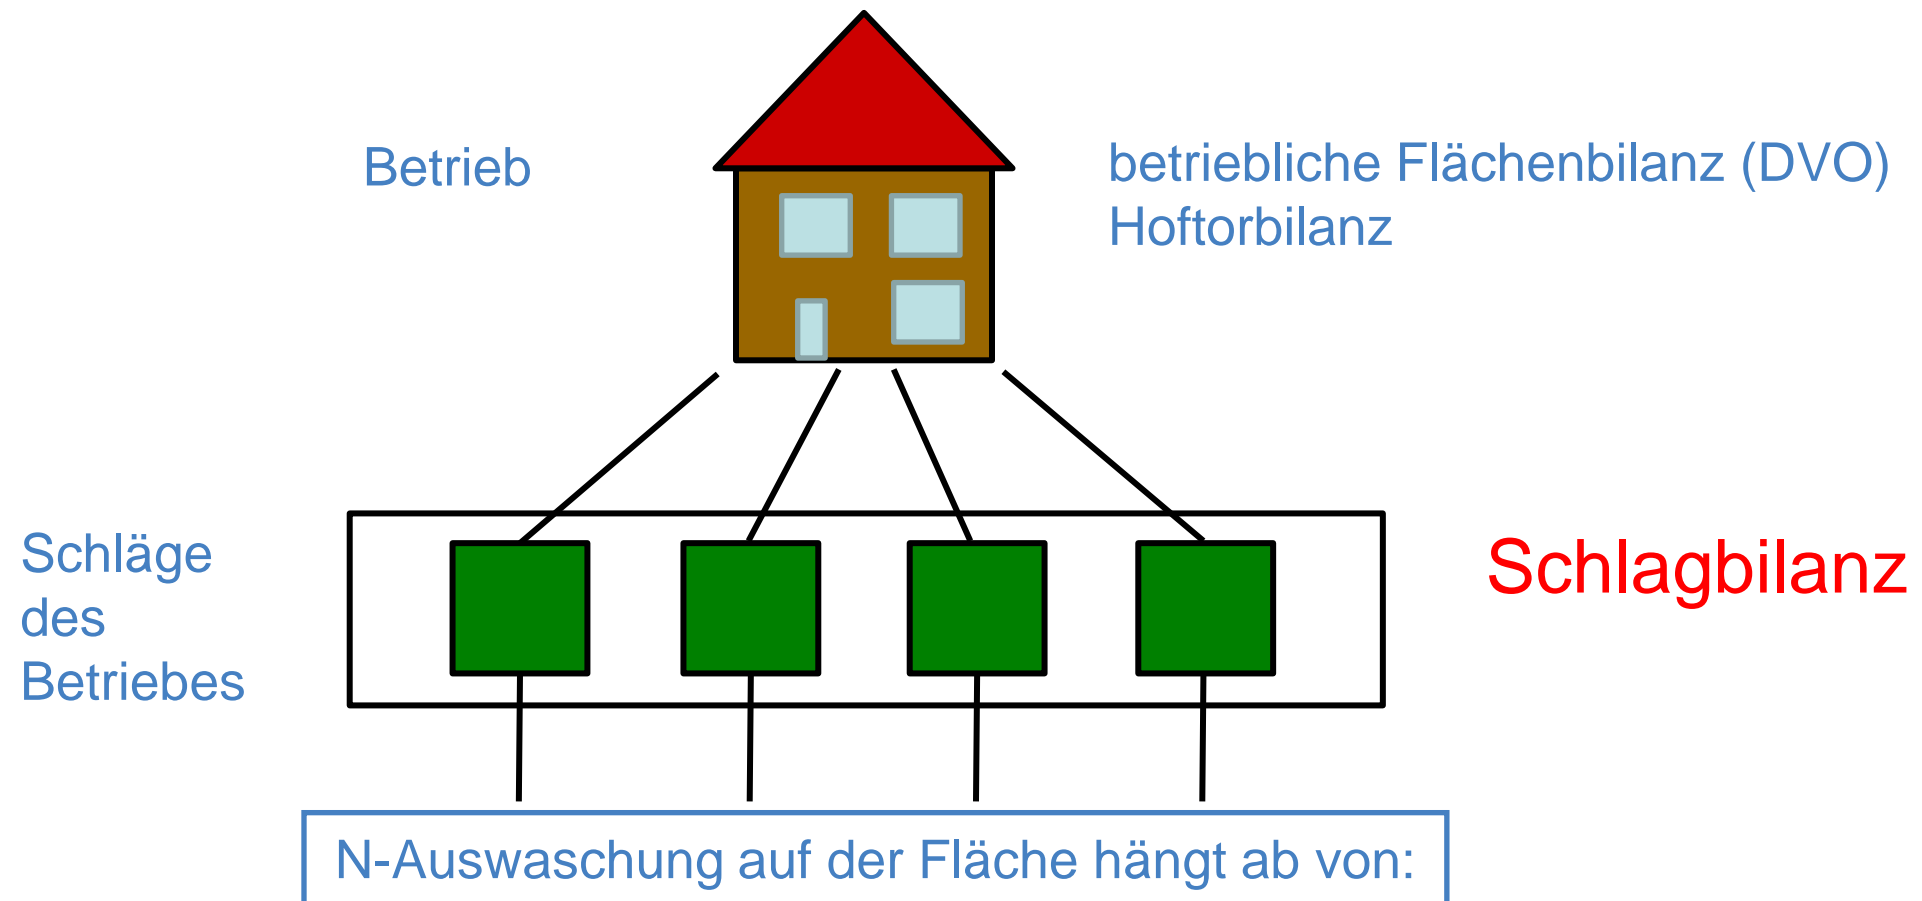 Betrieb
betriebliche Flächenbilanz (DVO)
Hoftorbilanz
Schläge
des
Betriebes
Schlagbilanz
N-Auswaschung auf der Fläche hängt ab von: